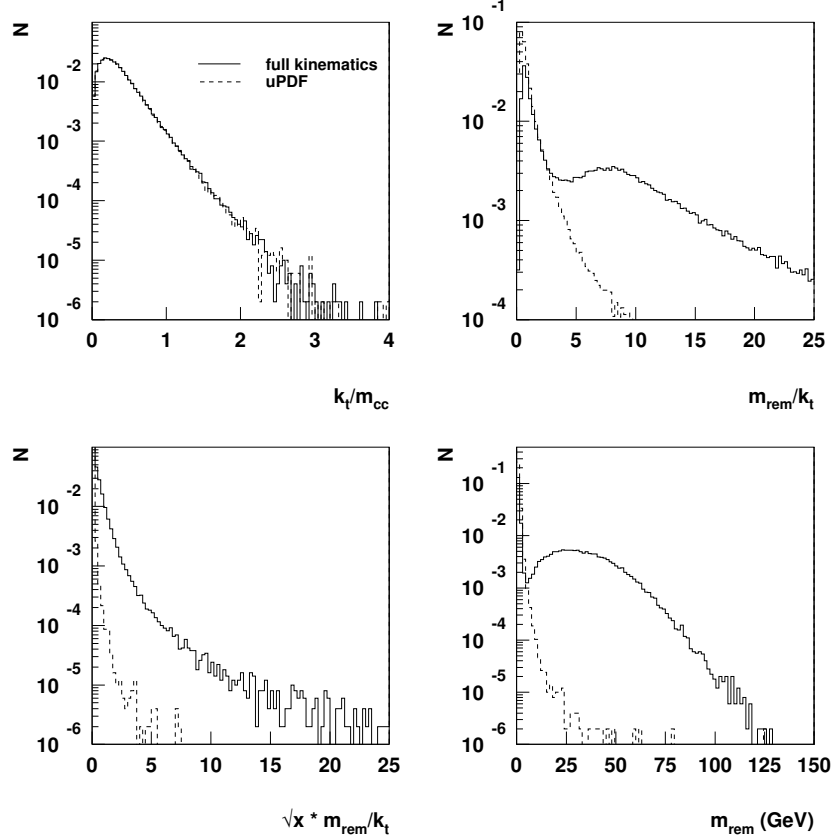 N
10^-2
10^-3
10^-4
10^-5
10^-6
0 1 2 3 4
k_t/m_cc
full kinematics
uPDF
N
10^-1
10^-2
10^-3
10^-4
0 5 10 15 20 25
m_rem/k_t
N
10^-2
10^-3
10^-4
10^-5
10^-6
0 5 10 15 20 25
√x * m_rem/k_t
N
10^-1
10^-2
10^-3
10^-4
10^-5
10^-6
0 25 50 75 100 125 150
m_rem (GeV)